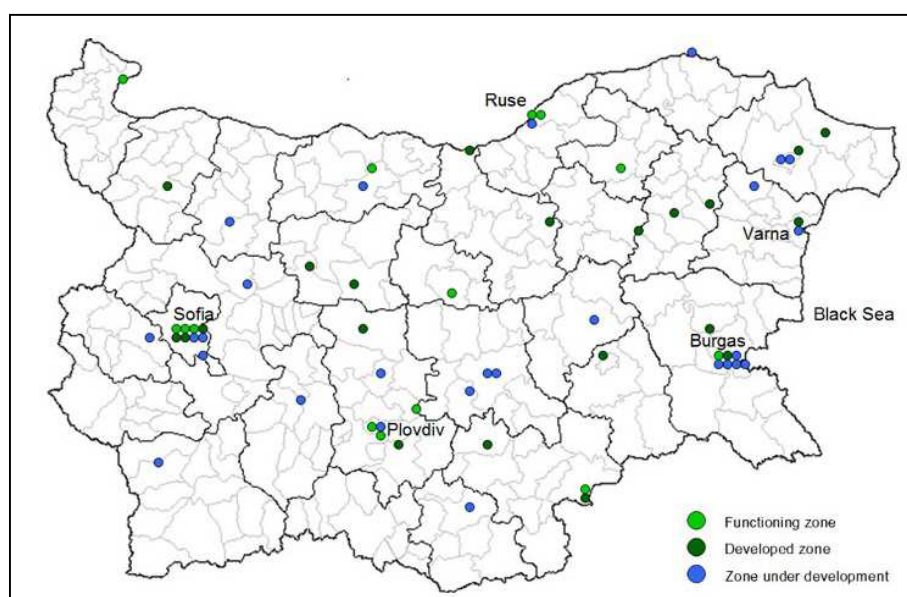 Ruse
Varna
Sofia
Black Sea
Burgas
Plovdiv
Functioning zone
Developed zone
Zone under development